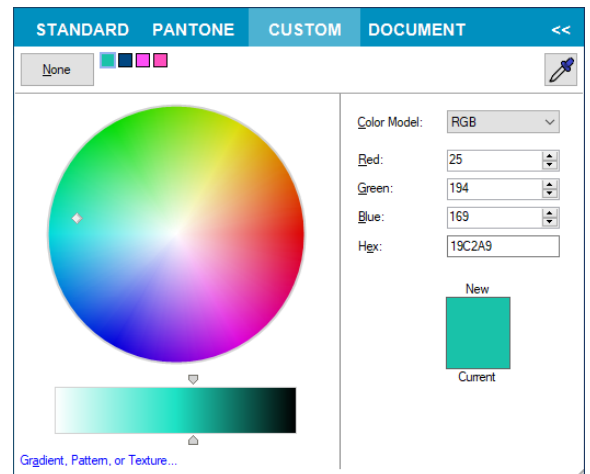 STANDARD PANTONE CUSTOM DOCUMENT <<
None
Color Model: RGB
Red: 25
Green: 194
Blue: 169
Hex: 19C2A9
New
Current
Gradient, Pattern, or Texture...